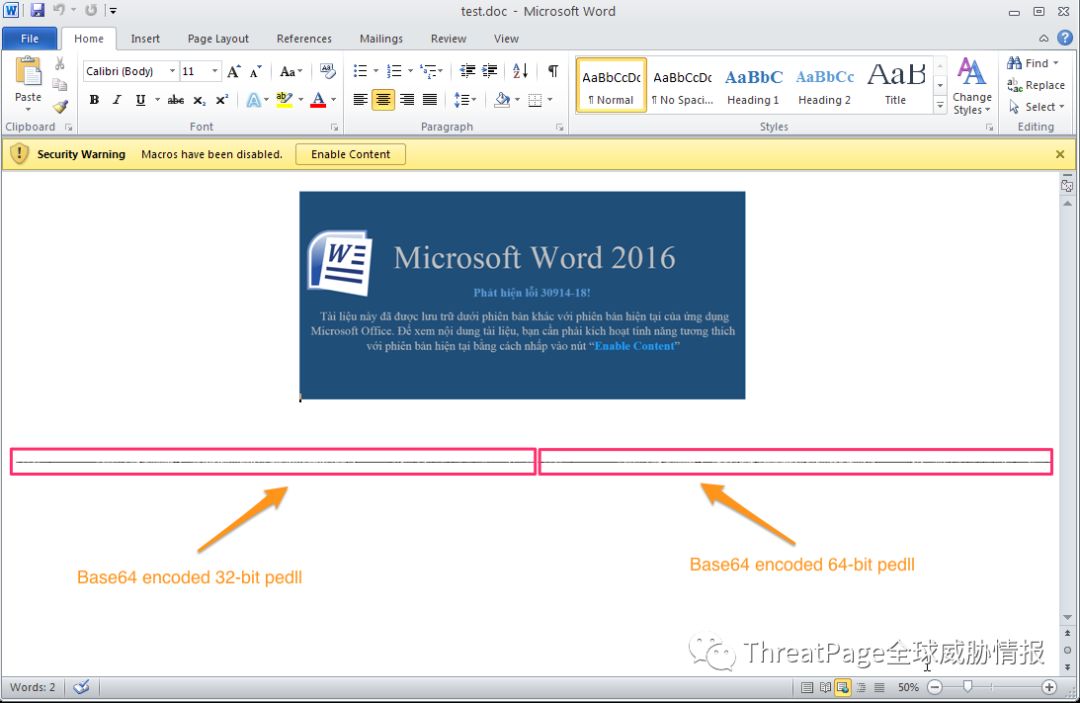 test.doc - Microsoft Word
File Home Insert Page Layout References Mailings Review View
Paste
Calibri (Body) 11 Aa
B I U abc x₂ x² A ab A
AaBbCcDc AaBbCcDc AaBbC AaBbCc AaB
¶ Normal ¶ No Spaci... Heading 1 Heading 2 Title
Change
Styles
Find
Replace
Select
Clipboard Font Paragraph Styles Editing
Security Warning Macros have been disabled. Enable Content
Microsoft Word 2016
Phát hiện lỗi 30914-18!
Tài liệu này đã được lưu trữ dưới phiên bản khác với phiên bản hiện tại của ứng dụng
Microsoft Office. Để xem nội dung tài liệu, bạn cần phải kích hoạt tính năng tương thích
với phiên bản hiện tại bằng cách nhấp vào nút “Enable Content”
Base64 encoded 32-bit pedll
Base64 encoded 64-bit pedll
ThreatPage全球威胁情报
Words: 2 50%